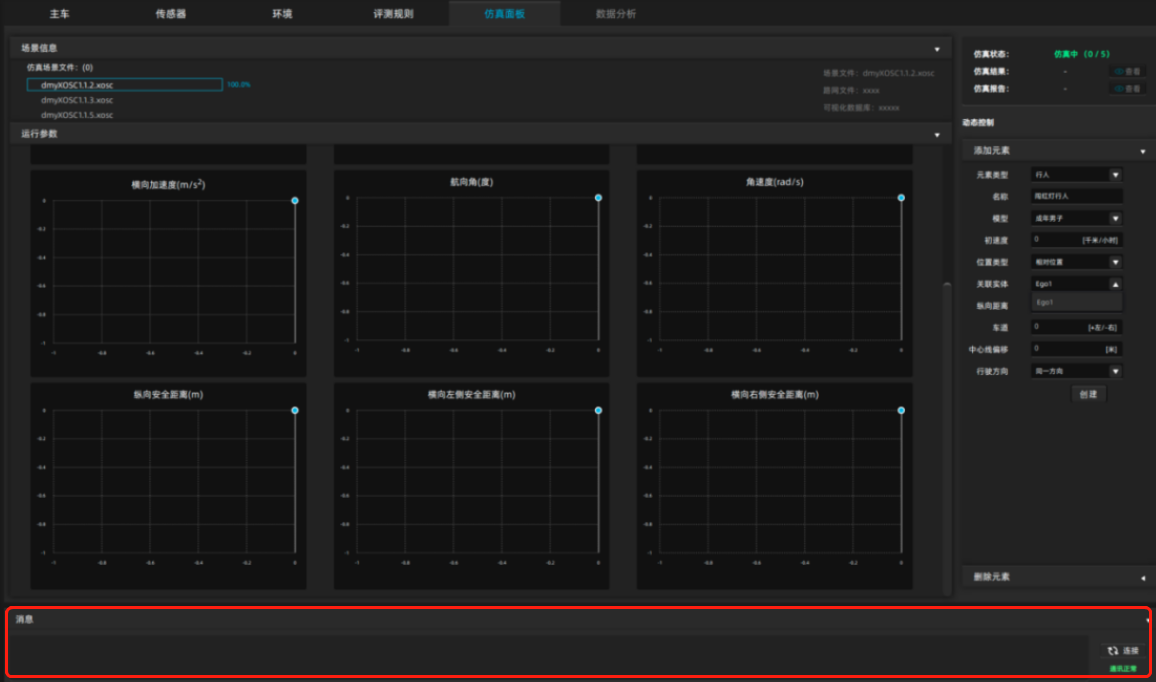 主车 传感器 环境 评测规则 仿真面板 数据分析
场景信息
仿真场景文件: (0)
dmyXOSC1.1.2.xosc 100.0%
dmyXOSC1.1.3.xosc
dmyXOSC1.1.5.xosc
场景文件: dmyXOSC1.1.2.xosc
路网文件: xxxx
可视化数据库: xxxxx
运行参数
横向加速度(m/s²)
0
-0.2
-0.4
-0.6
-0.8
-1
-1 -0.8 -0.6 -0.4 -0.2 0
航向角(度)
0
-0.2
-0.4
-0.6
-0.8
-1
-1 -0.8 -0.6 -0.4 -0.2 0
角速度(rad/s)
0
-0.2
-0.4
-0.6
-0.8
-1
-1 -0.8 -0.6 -0.4 -0.2 0
纵向安全距离(m)
0
-0.2
-0.4
-0.6
-0.8
-1
-1 -0.8 -0.6 -0.4 -0.2 0
横向左侧安全距离(m)
0
-0.2
-0.4
-0.6
-0.8
-1
-1 -0.8 -0.6 -0.4 -0.2 0
横向右侧安全距离(m)
0
-0.2
-0.4
-0.6
-0.8
-1
-1 -0.8 -0.6 -0.4 -0.2 0
仿真状态: 仿真中 (0 / 5)
仿真结果: - 查看
仿真报告: - 查看
动态控制
添加元素
元素类型 行人
名称 闯红灯行人
模型 成年男子
初速度 0 [千米/小时]
位置类型 相对位置
关联实体 Ego1
Ego1
纵向距离
车道 0 [+左/-右]
中心线偏移 0 [米]
行驶方向 同一方向
创建
删除元素
消息
连接
通讯正常